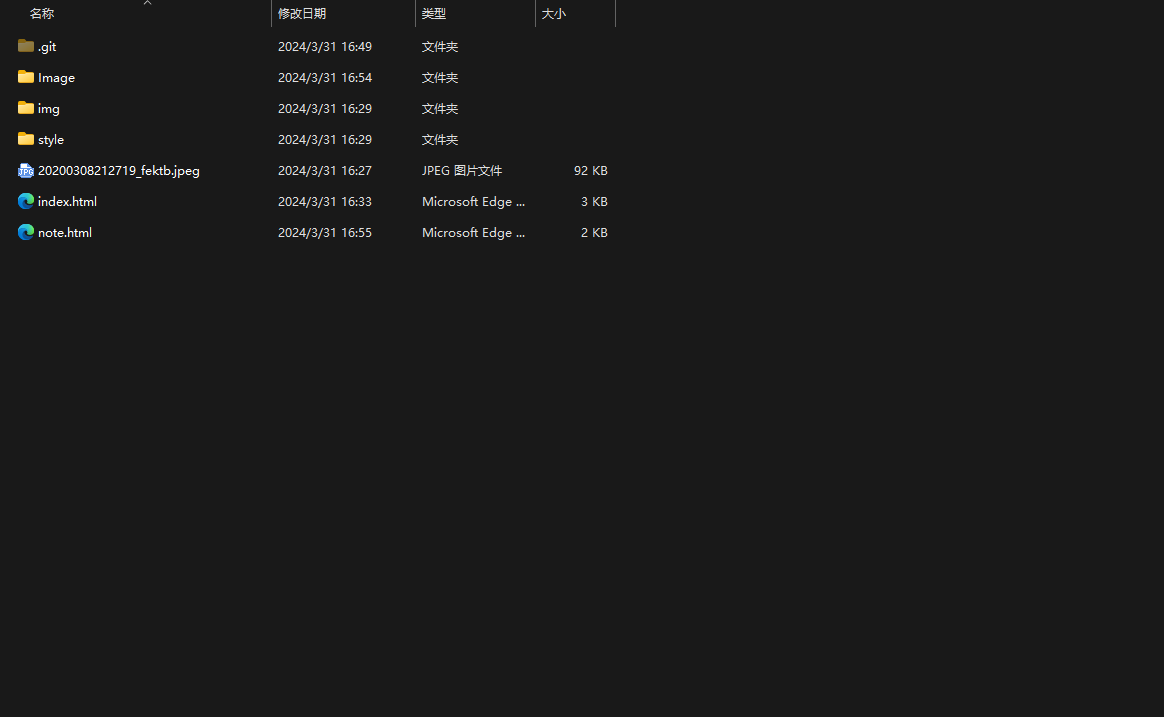 名称 修改日期 类型 大小
.git 2024/3/31 16:49 文件夹
Image 2024/3/31 16:54 文件夹
img 2024/3/31 16:29 文件夹
style 2024/3/31 16:29 文件夹
JPG 20200308212719_fektb.jpeg 2024/3/31 16:27 JPEG 图片文件 92 KB
index.html 2024/3/31 16:33 Microsoft Edge ... 3 KB
note.html 2024/3/31 16:55 Microsoft Edge ... 2 KB